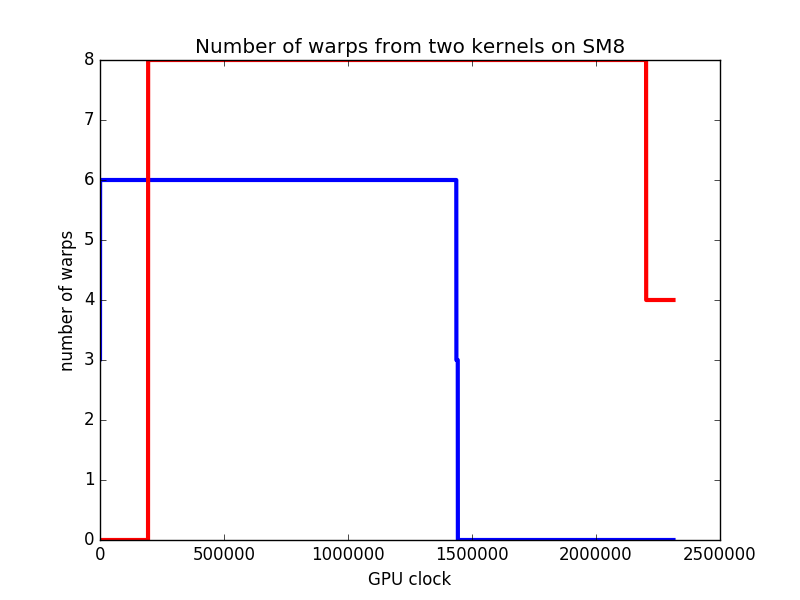 Number of warps from two kernels on SM8
8
7
6
5
4
3
2
1
0
number of warps
0 500000 1000000 1500000 2000000 2500000
GPU clock